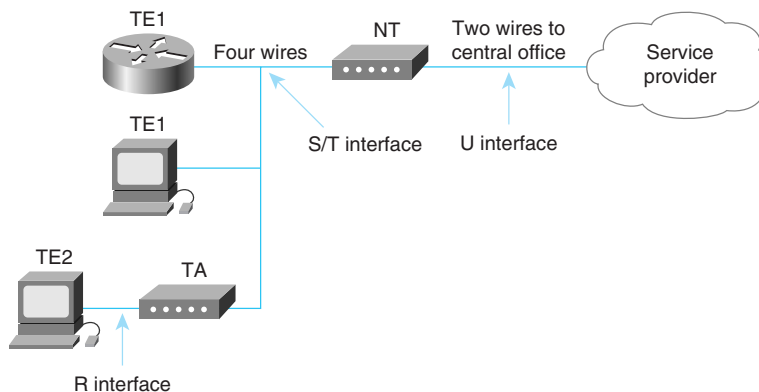 TE1
Four wires
NT
Two wires to
central office
Service
provider
S/T interface
U interface
TE1
TE2
TA
R interface